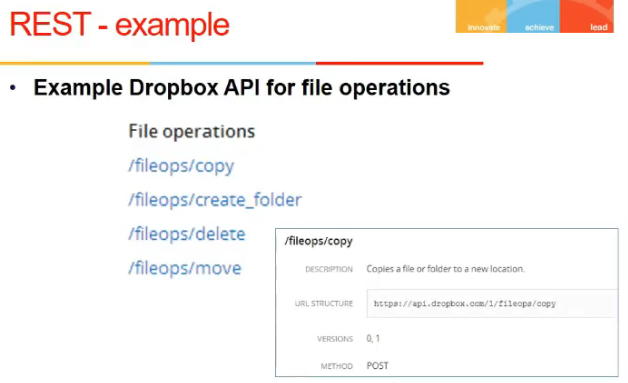 REST - example
innovate achieve lead
• Example Dropbox API for file operations
File operations
/fileops/copy
/fileops/create_folder
/fileops/delete
/fileops/move
/fileops/copy
DESCRIPTION Copies a file or folder to a new location.
URL STRUCTURE https://api.dropbox.com/1/fileops/copy
VERSIONS 0, 1
METHOD POST